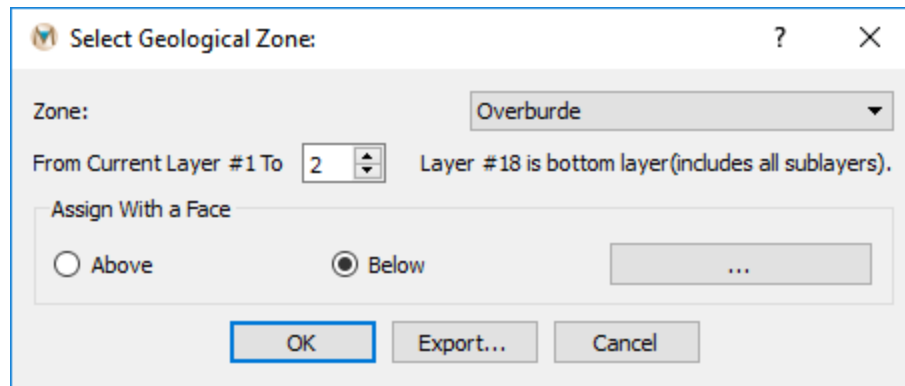 Select Geological Zone:
?
Zone:
Overburde
From Current Layer #1 To 2 Layer #18 is bottom layer(includes all sublayers).
Assign With a Face
Above Below ...
OK Export... Cancel